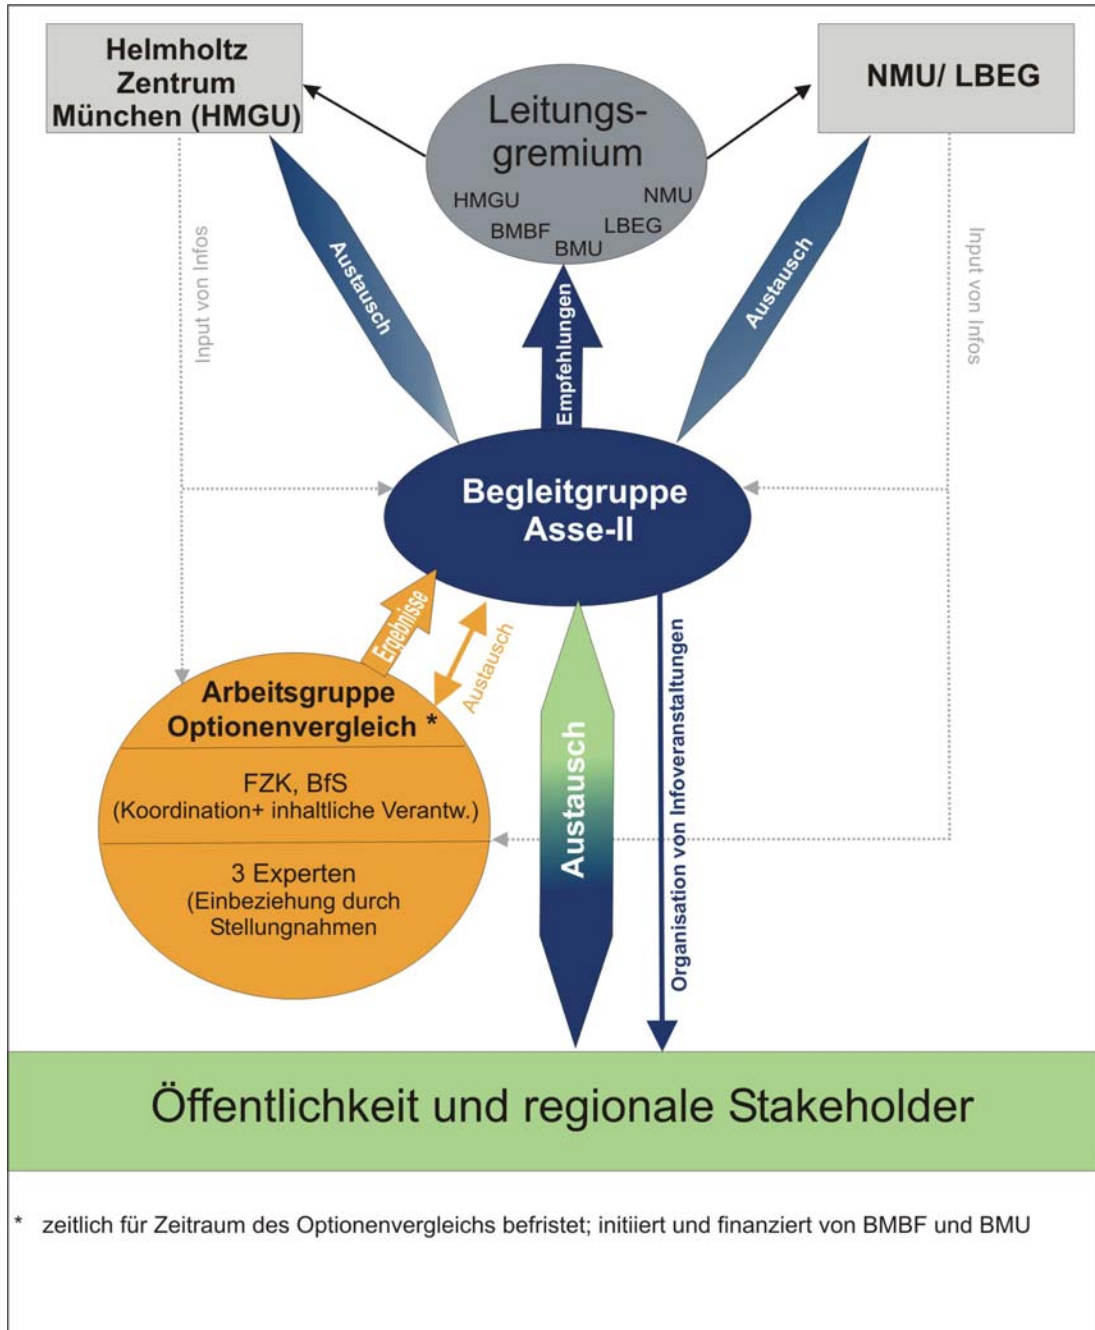 Helmholtz
Zentrum
München (HMGU)
Leitungs-
gremium
HMGU
BMBF
BMU
LBEG
NMU
NMU/ LBEG
Input von Infos
Austausch
Empfehlungen
Austausch
Input von Infos
Begleitgruppe
Asse-II
Ergebnisse
Austausch
Arbeitsgruppe
Optionenvergleich *
FZK, BfS
(Koordination+ inhaltliche Verantw.)
3 Experten
(Einbeziehung durch
Stellungnahmen
Austausch
Organisation von Infoveranstaltungen
Öffentlichkeit und regionale Stakeholder
* zeitlich für Zeitraum des Optionenvergleichs befristet; initiiert und finanziert von BMBF und BMU